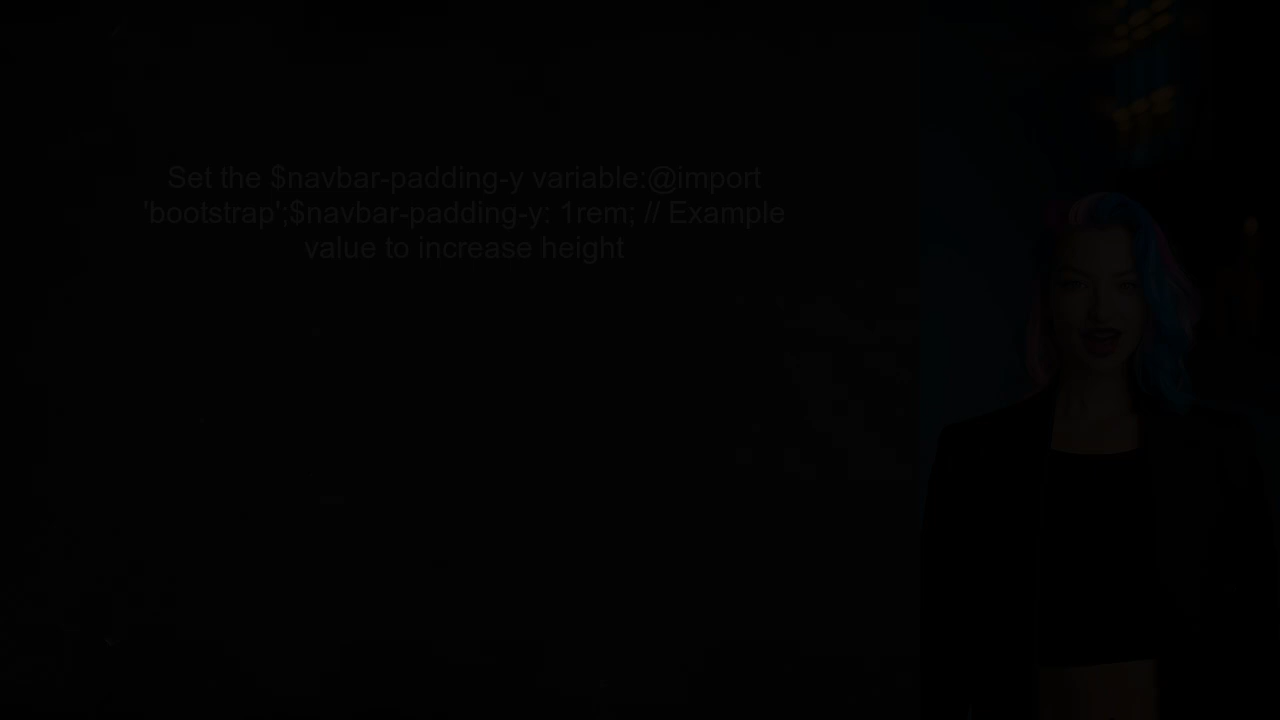 Set the $navbar-padding-y variable:@import
'bootstrap';$navbar-padding-y: 1rem; // Example
value to increase height